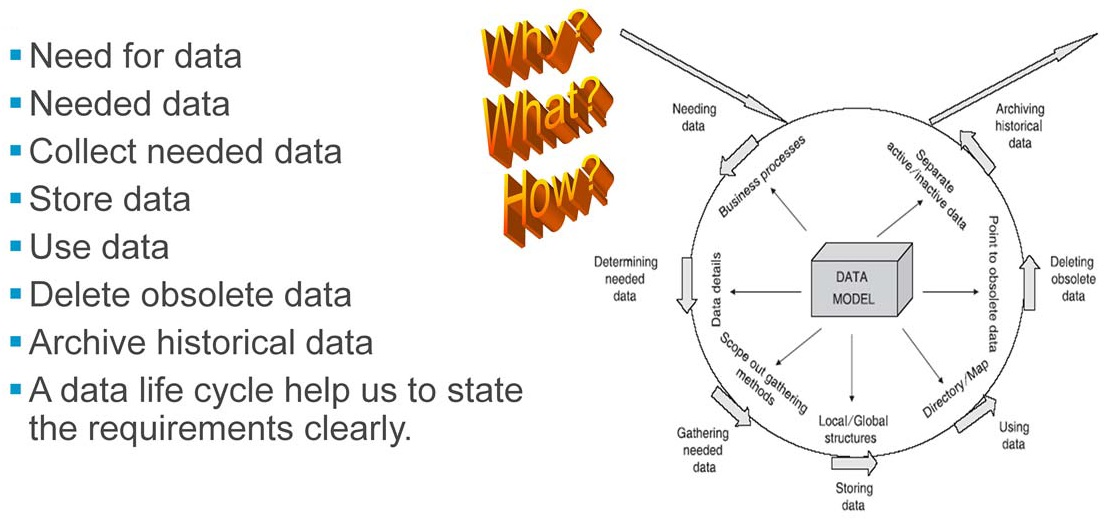 ▪ Need for data
▪ Needed data
▪ Collect needed data
▪ Store data
▪ Use data
▪ Delete obsolete data
▪ Archive historical data
▪ A data life cycle help us to state
the requirements clearly.
Why?
What?
How?
Needing
data
Business processes
Determining
needed
data
Data details
Gathering
needed
data
Scope out gathering
methods
Storing
data
Local/Global
structures
Using
data
Directory/Map
Deleting
obsolete
data
Point to obsolete data
Archiving
historical
data
Separate
active/inactive data
DATA
MODEL